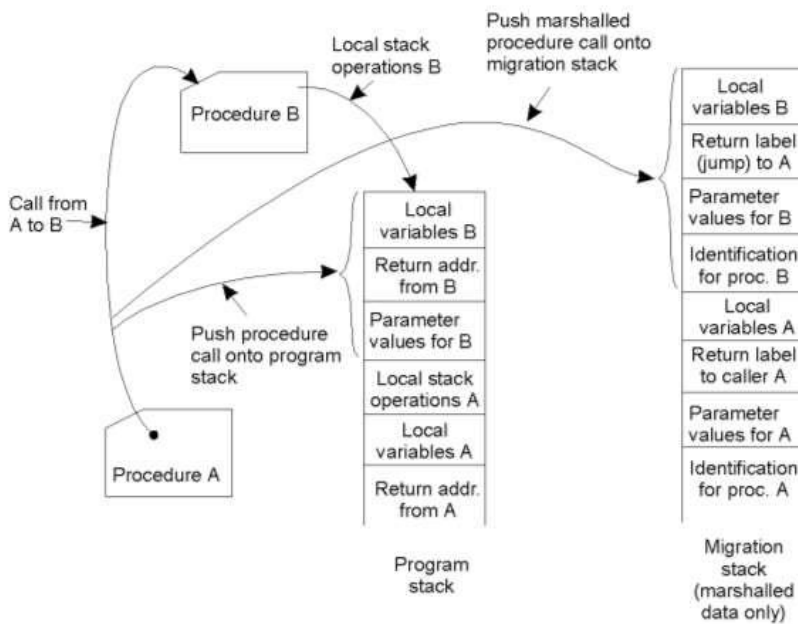 Push marshalled
procedure call onto
migration stack
Local stack
operations B
Procedure B
Call from
A to B
Push procedure
call onto program
stack
Procedure A
Local
variables B
Return addr.
from B
Parameter
values for B
Local stack
operations A
Local
variables A
Return addr.
from A
Program
stack
Local
variables B
Return label
(jump) to A
Parameter
values for B
Identification
for proc. B
Local
variables A
Return label
to caller A
Parameter
values for A
Identification
for proc. A
Migration
stack
(marshalled
data only)